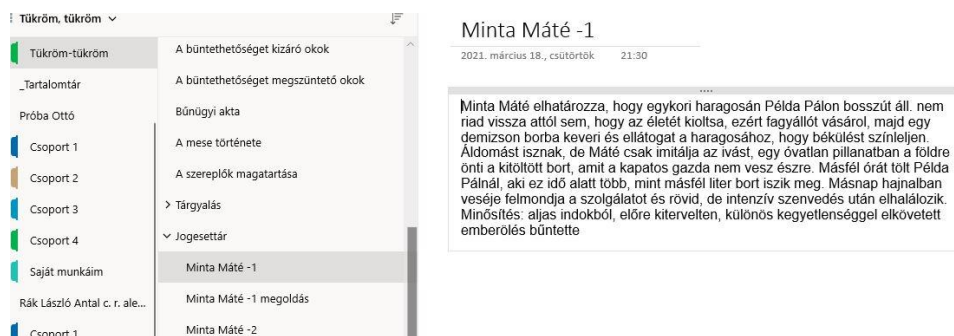 Tükröm, tükröm
Tükröm-tükröm
_Tartalomtár
Próba Ottó
Csoport 1
Csoport 2
Csoport 3
Csoport 4
Saját munkáim
Rák László Antal c. r. ale...
Csoport 1
A büntethetőséget kizáró okok
A büntethetőséget megszüntető okok
Bűnügyi akta
A mese története
A szereplők magatartása
Tárgyalás
Jogesettár
Minta Máté -1
Minta Máté -1 megoldás
Minta Máté -2
Minta Máté -1
2021. március 18., csütörtök 21:30
Minta Máté elhatározza, hogy egykori haragosán Példa Pálon bosszút áll. nem
riad vissza attól sem, hogy az életét kioltsa, ezért fagyállót vásárol, majd egy
demizson borba keveri és ellátogat a haragosához, hogy békülést színleljen.
Áldomást isznak, de Máté csak imitálja az ivást, egy óvatlan pillanatban a földre
önti a kitöltött bort, amit a kapatos gazda nem vesz észre. Másfél órát tölt Példa
Pálnál, aki ez idő alatt több, mint másfél liter bort iszik meg. Másnap hajnalban
veséje felmondja a szolgálatot és rövid, de intenzív szenvedés után elhalálozik.
Minősítés: aljas indokból, előre kitervelten, különös kegyetlenséggel elkövetett
emberölés bűntette